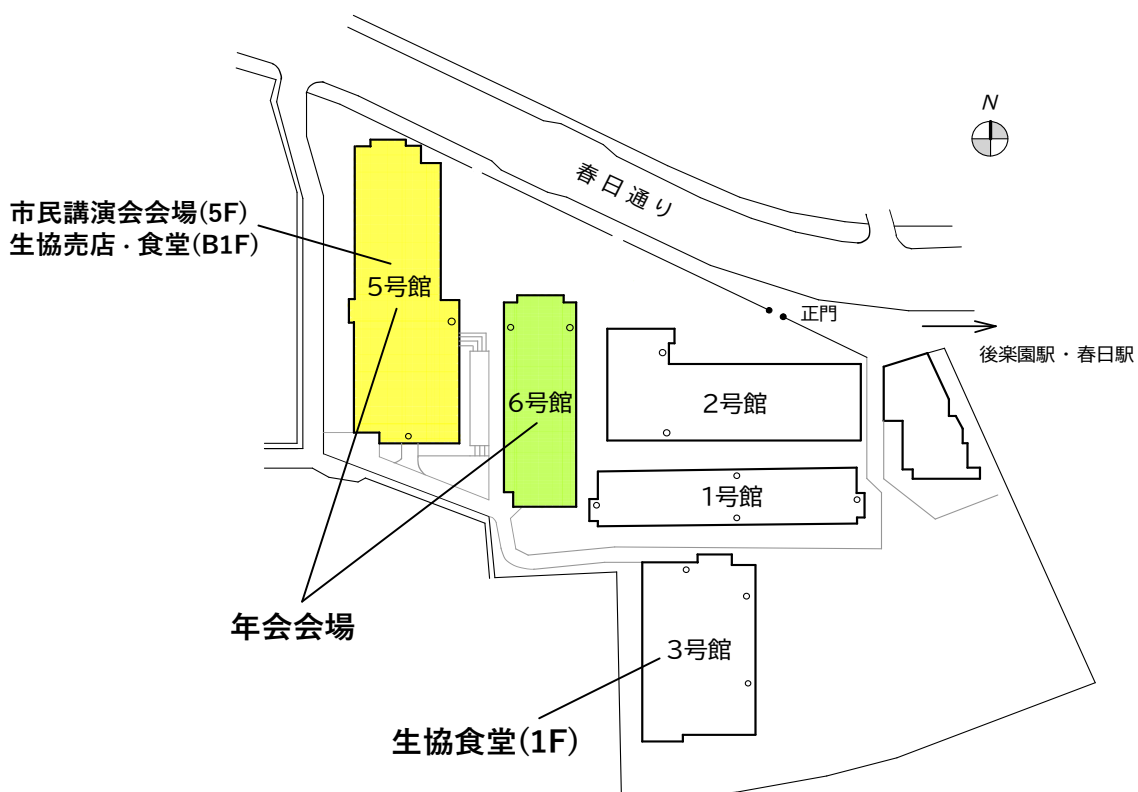 N
春日通り
市民講演会会場(5F)
生協売店・食堂(B1F)
5号館
正門
後楽園駅・春日駅
6号館
2号館
1号館
年会会場
3号館
生協食堂(1F)